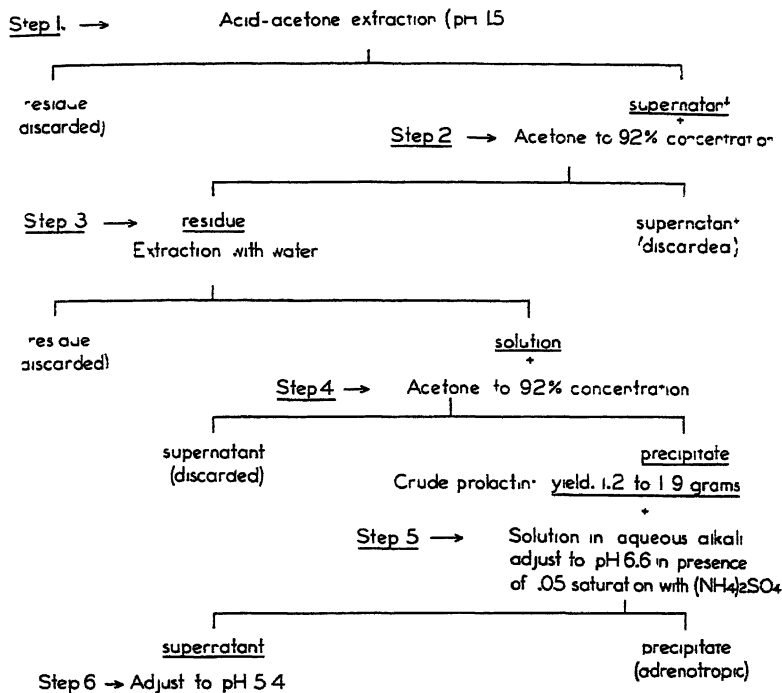 Step 1. → Acid-acetone extraction (pH 1.5
residue
discarded)
supernatant
+
Step 2 → Acetone to 92% concentration
Step 3 → residue
Extraction with water
supernatant
(discarded)
residue
discarded)
solution
+
Step 4 → Acetone to 92% concentration
supernatant
(discarded)
precipitate
Crude prolactin· yield. 1.2 to 1 9 grams
+
Step 5 → Solution in aqueous alkali
adjust to pH 6.6 in presence
of .05 saturation with (NH4)2SO4
supernatant
Step 6 → Adjust to pH 5 4
precipitate
(adrenotropic)